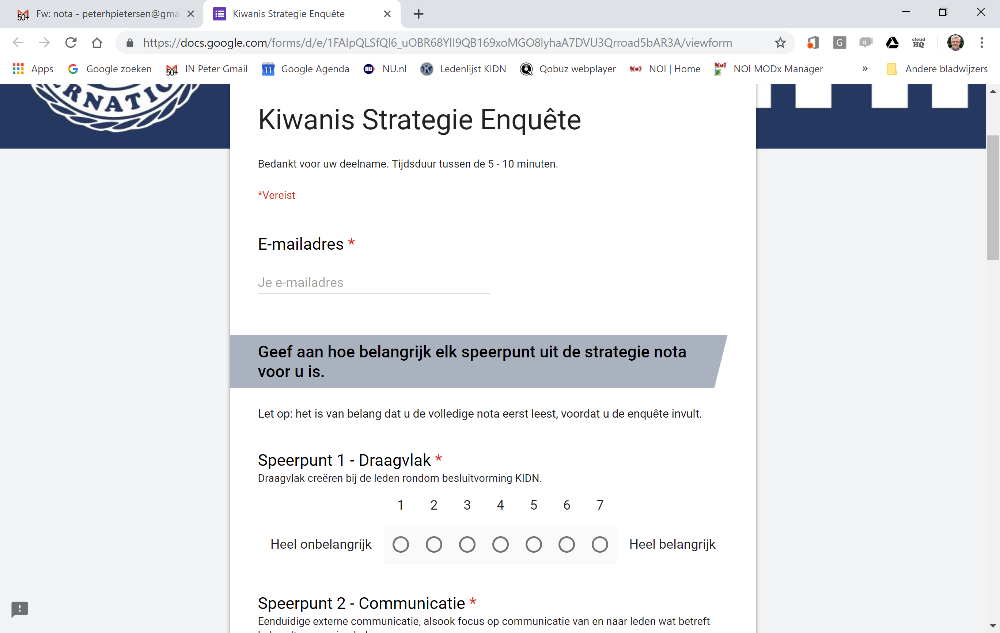 Fw: nota - peterhpietersen@gma
Kiwanis Strategie Enquête
https://docs.google.com/forms/d/e/1FAIpQLSfQl6_uOBR68YII9QB169xoMGO8lyhaA7DVU3Qrroad5bAR3A/viewform
G
a
cloud
HQ
Apps
Google zoeken
50+
IN Peter Gmail
11
Google Agenda
NU.nl
Ledenlijst KIDN
Qobuz webplayer
NOI | Home
NOI MODx Manager
»
Andere bladwijzers
RNATIO
Kiwanis Strategie Enquête
Bedankt voor uw deelname. Tijdsduur tussen de 5 - 10 minuten.
*Vereist
E-mailadres *
Je e-mailadres
Geef aan hoe belangrijk elk speerpunt uit de strategie nota
voor u is.
Let op: het is van belang dat u de volledige nota eerst leest, voordat u de enquête invult.
Speerpunt 1 - Draagvlak *
Draagvlak creëren bij de leden rondom besluitvorming KIDN.
1 2 3 4 5 6 7
Heel onbelangrijk Heel belangrijk
Speerpunt 2 - Communicatie *
Eenduidige externe communicatie, alsook focus op communicatie van en naar leden wat betreft